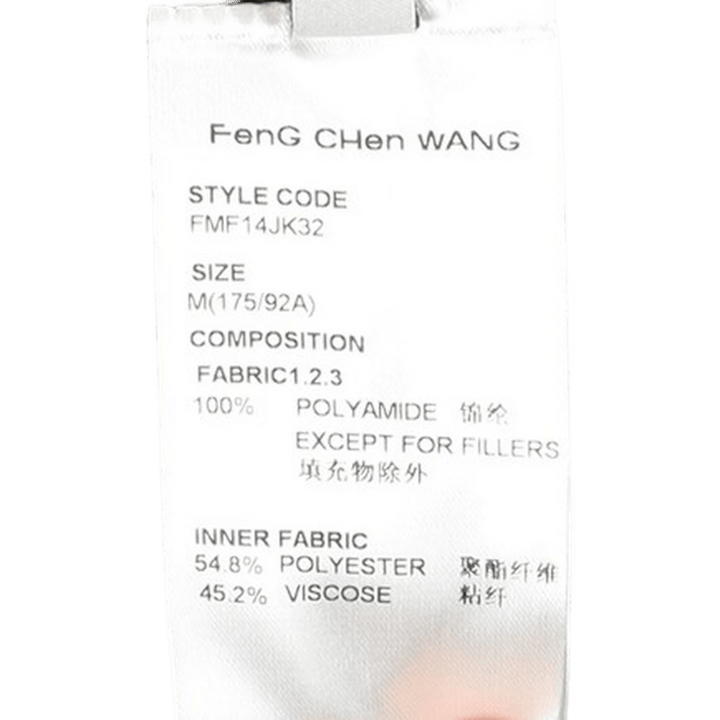 FenG CHen WANG
STYLE CODE
FMF14JK32
SIZE
M(175/92A)
COMPOSITION
FABRIC1.2.3
100% POLYAMIDE 锦纶
EXCEPT FOR FILLERS
填充物除外
INNER FABRIC
54.8% POLYESTER 聚酯纤维
45.2% VISCOSE 粘纤